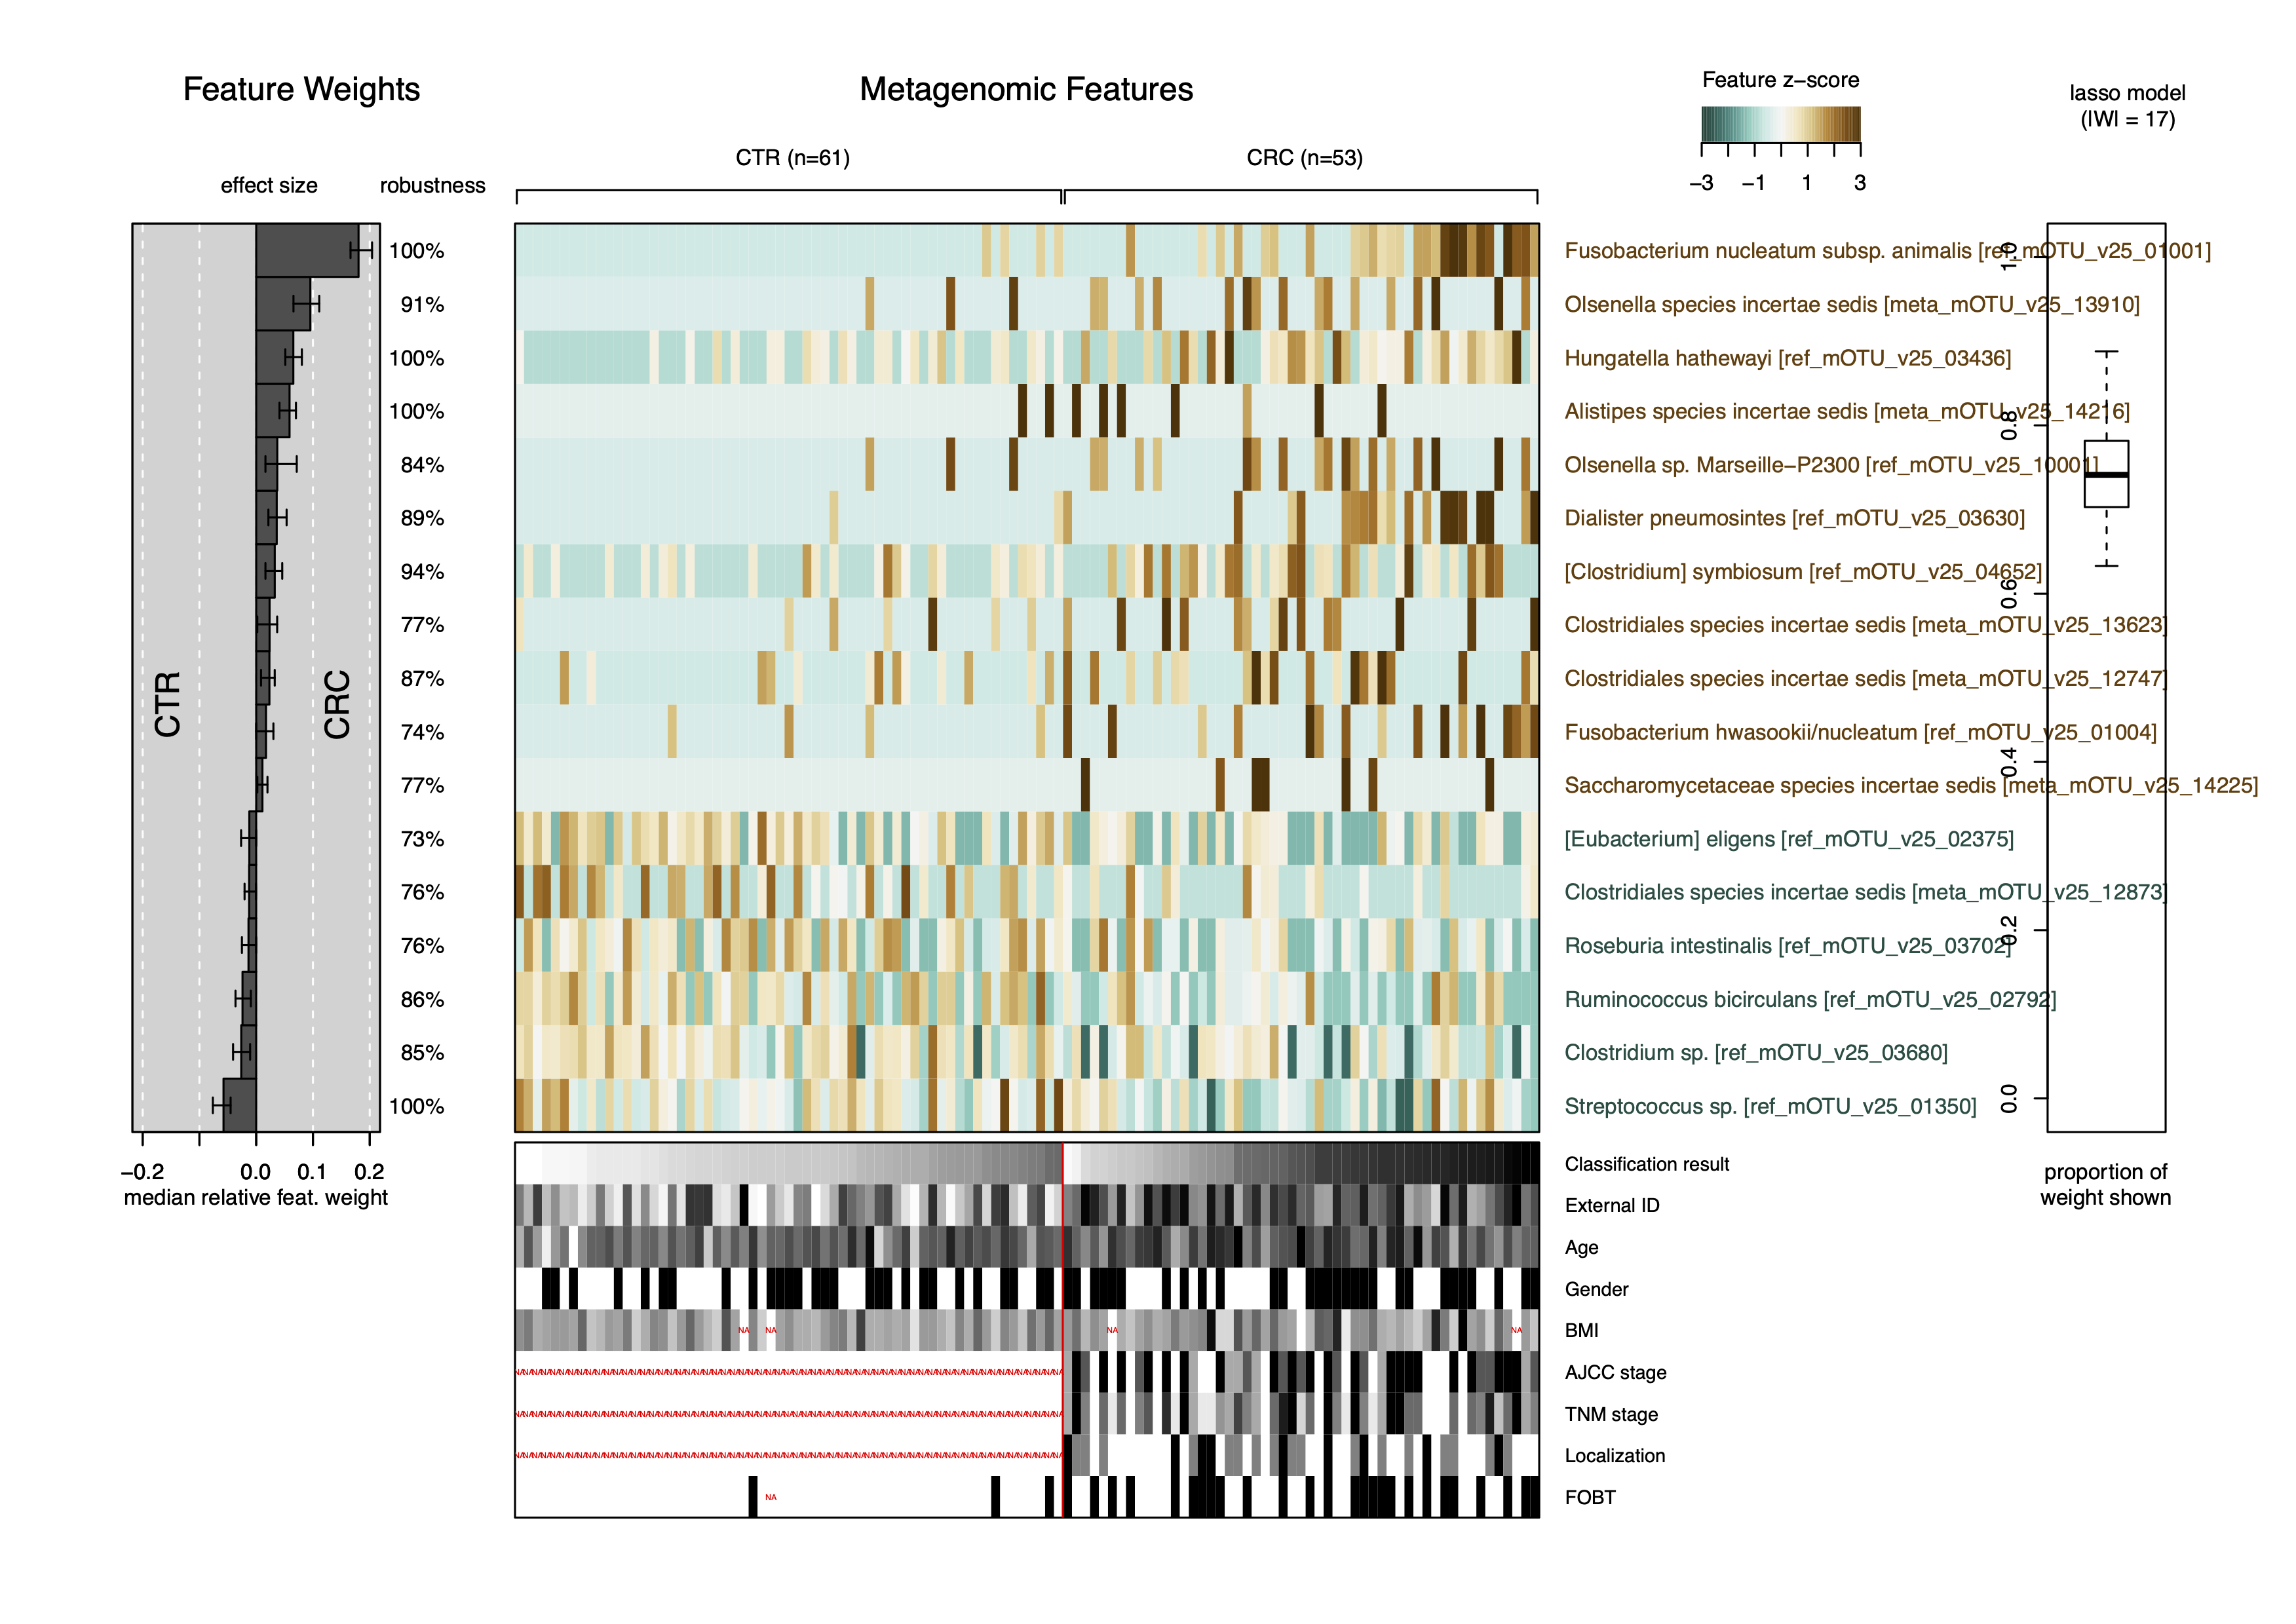 Feature Weights
Metagenomic Features
Feature z−score
−3 −1 1 3
lasso model
(|W| = 17)
CTR (n=61)
CRC (n=53)
effect size
robustness
100%
91%
100%
100%
84%
89%
94%
77%
87%
74%
77%
73%
76%
76%
86%
85%
100%
CTR
CRC
−0.2 0.0 0.1 0.2
median relative feat. weight
Fusobacterium nucleatum subsp. animalis [ref_mOTU_v25_01001]
Olsenella species incertae sedis [meta_mOTU_v25_13910]
Hungatella hathewayi [ref_mOTU_v25_03436]
Alistipes species incertae sedis [meta_mOTU_v25_14216]
Olsenella sp. Marseille−P2300 [ref_mOTU_v25_10001]
Dialister pneumosintes [ref_mOTU_v25_03630]
[Clostridium] symbiosum [ref_mOTU_v25_04652]
Clostridiales species incertae sedis [meta_mOTU_v25_13623]
Clostridiales species incertae sedis [meta_mOTU_v25_12747]
Fusobacterium hwasookii/nucleatum [ref_mOTU_v25_01004]
Saccharomycetaceae species incertae sedis [meta_mOTU_v25_14225]
[Eubacterium] eligens [ref_mOTU_v25_02375]
Clostridiales species incertae sedis [meta_mOTU_v25_12873]
Roseburia intestinalis [ref_mOTU_v25_03702]
Ruminococcus bicirculans [ref_mOTU_v25_02792]
Clostridium sp. [ref_mOTU_v25_03680]
Streptococcus sp. [ref_mOTU_v25_01350]
1.0
0.8
0.6
0.4
0.2
0.0
proportion of
weight shown
Classification result
External ID
Age
Gender
NA NA NA NA
BMI
AJCC stage
TNM stage
Localization
NA
FOBT